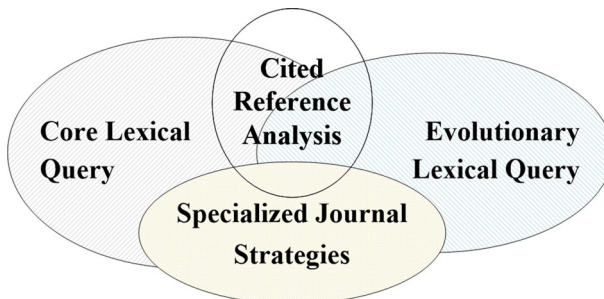 Cited
Reference
Analysis
Core Lexical
Query
Evolutionary
Lexical Query
Specialized Journal
Strategies